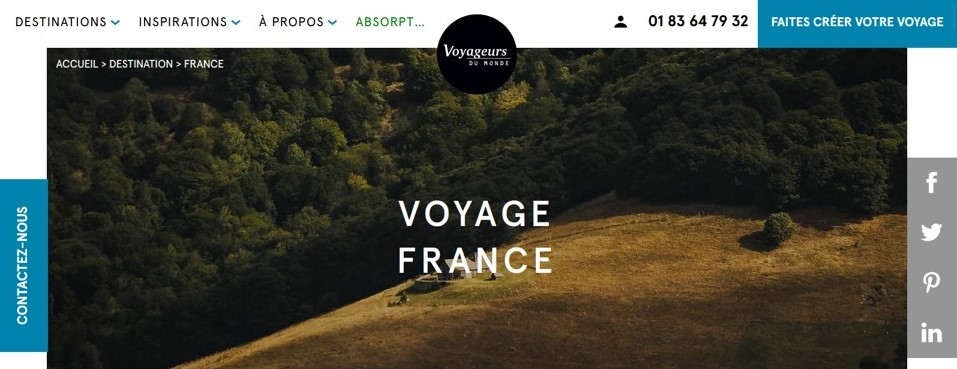 DESTINATIONS INSPIRATIONS À PROPOS ABSORPT... 01 83 64 79 32 FAITES CRÉER VOTRE VOYAGE
Voyageurs
DU MONDE
ACCUEIL > DESTINATION > FRANCE
VOYAGE
FRANCE
CONTACTEZ-NOUS